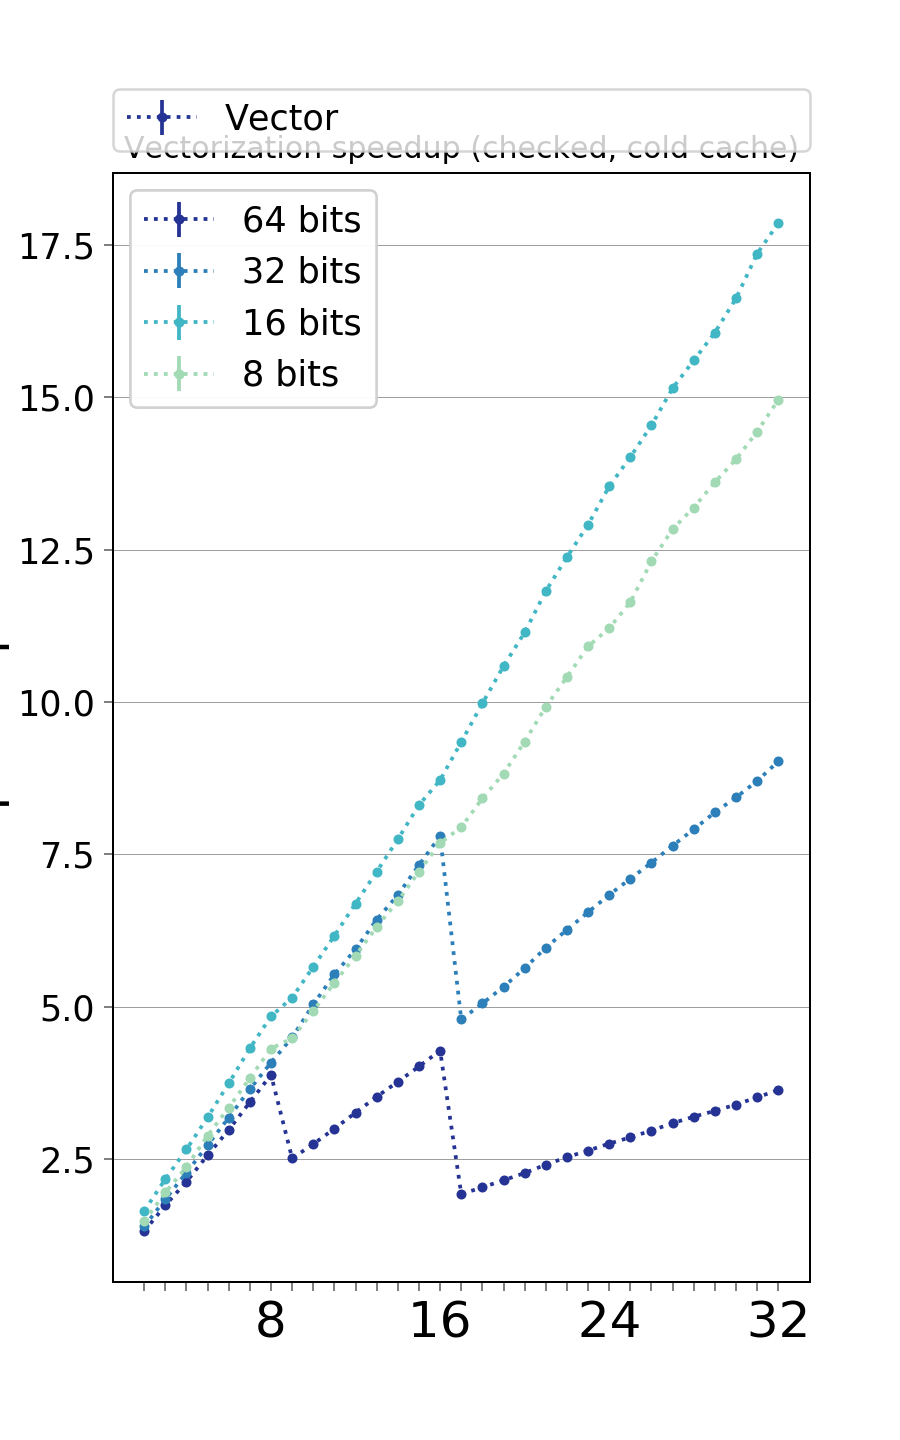 Vector
Vectorization speedup (checked, cold cache)
64 bits
32 bits
16 bits
8 bits
17.5
15.0
12.5
10.0
7.5
5.0
2.5
8 16 24 32